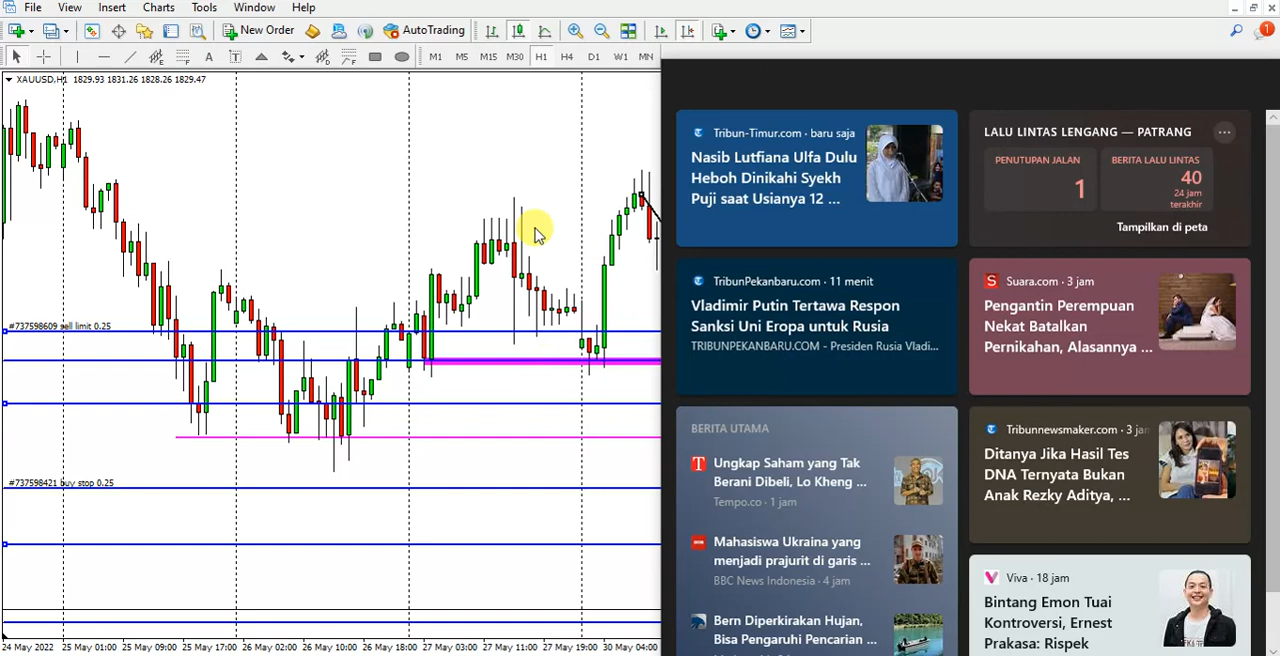 File View Insert Charts Tools Window Help
New Order AutoTrading
A T M1 M5 M15 M30 H1 H4 D1 W1 MN
1
XAUUSD,H1 1829.93 1831.26 1828.26 1829.47
#737598609 sell limit 0.25
#737598421 buy stop 0.25
24 May 2022 25 May 01:00 25 May 09:00 25 May 17:00 26 May 02:00 26 May 10:00 26 May 18:00 27 May 03:00 27 May 11:00 27 May 19:00 30 May 04:00
Tribun-Timur.com · baru saja
Nasib Lutfiana Ulfa Dulu
Heboh Dinikahi Syekh
Puji saat Usianya 12 ...
LALU LINTAS LENGANG — PATRANG
PENUTUPAN JALAN
1
BERITA LALU LINTAS
40
24 jam
terakhir
Tampilkan di peta
TribunPekanbaru.com · 11 menit
Vladimir Putin Tertawa Respon
Sanksi Uni Eropa untuk Rusia
TRIBUNPEKANBARU.COM - Presiden Rusia Vladi...
Suara.com · 3 jam
Pengantin Perempuan
Nekat Batalkan
Pernikahan, Alasannya ...
BERITA UTAMA
Ungkap Saham yang Tak
Berani Dibeli, Lo Kheng ...
Tempo.co · 1 jam
Mahasiswa Ukraina yang
menjadi prajurit di garis ...
BBC News Indonesia · 4 jam
Bern Diperkirakan Hujan,
Bisa Pengaruhi Pencarian ...
Tribunnewsmaker.com · 3 jam
Ditanya Jika Hasil Tes
DNA Ternyata Bukan
Anak Rezky Aditya, ...
Viva · 18 jam
Bintang Emon Tuai
Kontroversi, Ernest
Prakasa: Rispek